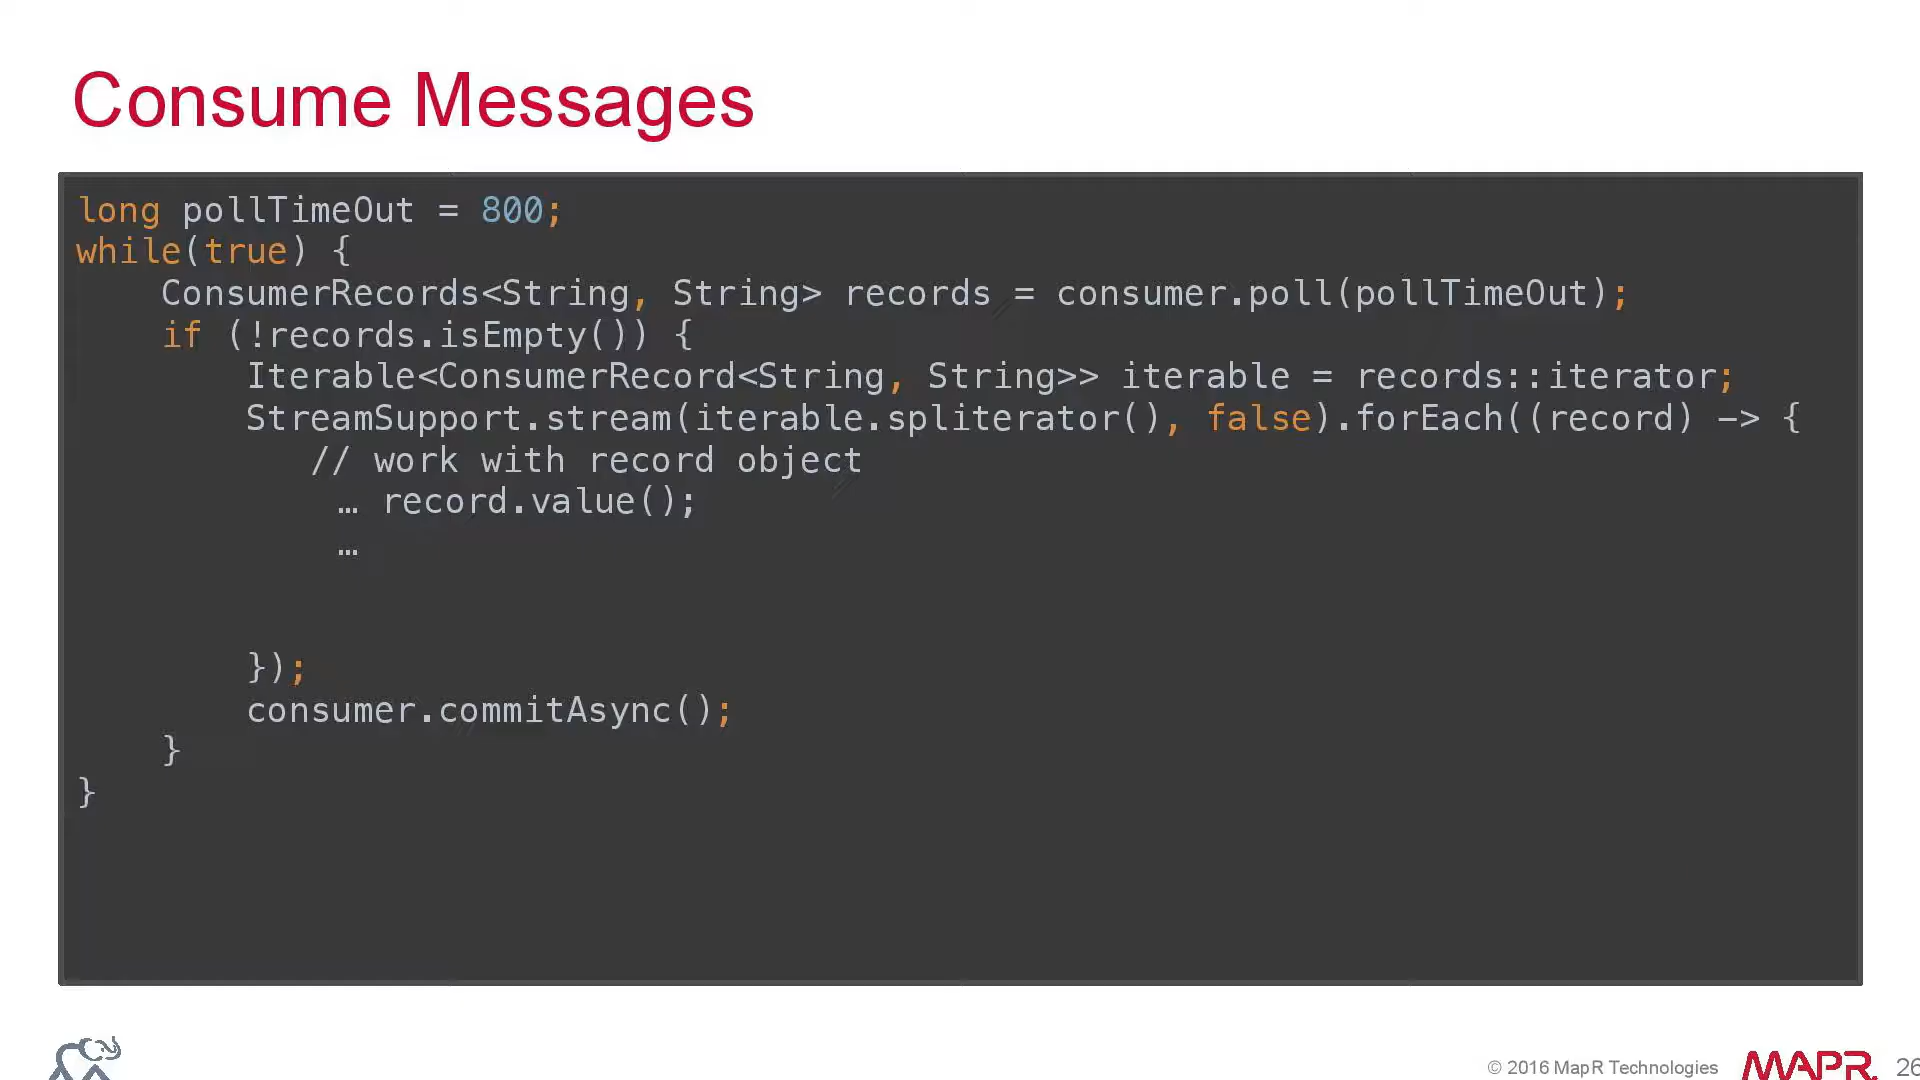 Consume Messages
long pollTimeOut = 800;
while(true) {
    ConsumerRecords<String, String> records = consumer.poll(pollTimeOut);
    if (!records.isEmpty()) {
        Iterable<ConsumerRecord<String, String>> iterable = records::iterator;
        StreamSupport.stream(iterable.spliterator(), false).forEach((record) -> {
           // work with record object
            … record.value();
            …
        });
        consumer.commitAsync();
    }
}
© 2016 MapR Technologies MAPR. 26